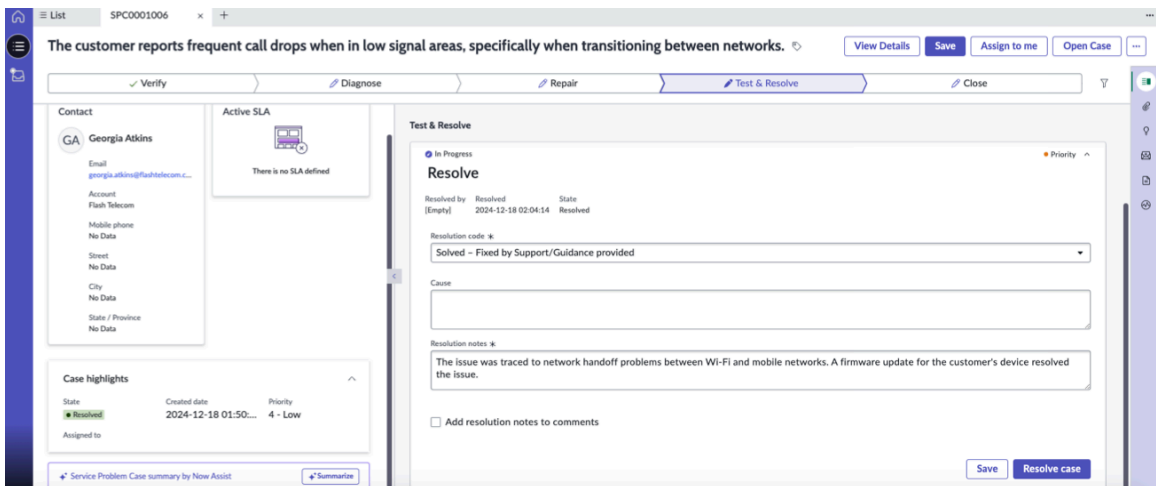 List
SPC0001006
The customer reports frequent call drops when in low signal areas, specifically when transitioning between networks.
View Details
Save
Assign to me
Open Case
Verify
Diagnose
Repair
Test & Resolve
Close
Contact
GA
Georgia Atkins
Email
georgia.atkins@flashtelecom.c...
Account
Flash Telecom
Mobile phone
No Data
Street
No Data
City
No Data
State / Province
No Data
Active SLA
There is no SLA defined
Case highlights
State
Created date
Priority
Resolved
2024-12-18 01:50:...
4 - Low
Assigned to
Service Problem Case summary by Now Assist
Summarize
Test & Resolve
In Progress
Priority
Resolve
Resolved by
Resolved
State
[Empty]
2024-12-18 02:04:14
Resolved
Resolution code *
Solved – Fixed by Support/Guidance provided
Cause
Resolution notes *
The issue was traced to network handoff problems between Wi-Fi and mobile networks. A firmware update for the customer's device resolved
the issue.
Add resolution notes to comments
Save
Resolve case